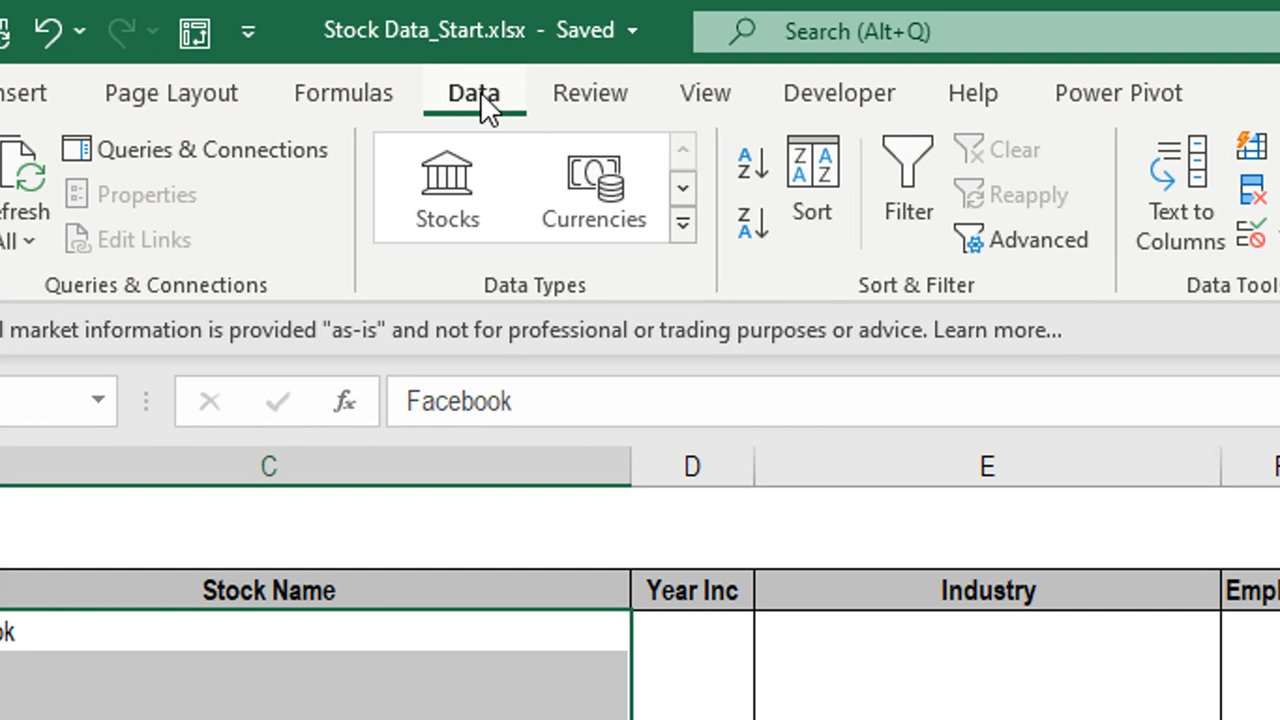 Stock Data_Start.xlsx - Saved
Search (Alt+Q)
nsert Page Layout Formulas Data Review View Developer Help Power Pivot
efresh
All
Queries & Connections
Properties
Edit Links
Queries & Connections
Stocks
Currencies
Data Types
Sort
Filter
Clear
Reapply
Advanced
Sort & Filter
Text to
Columns
Data Tool
l market information is provided "as-is" and not for professional or trading purposes or advice. Learn more...
fx
Facebook
C D E F
Stock Name Year Inc Industry Empl
ok